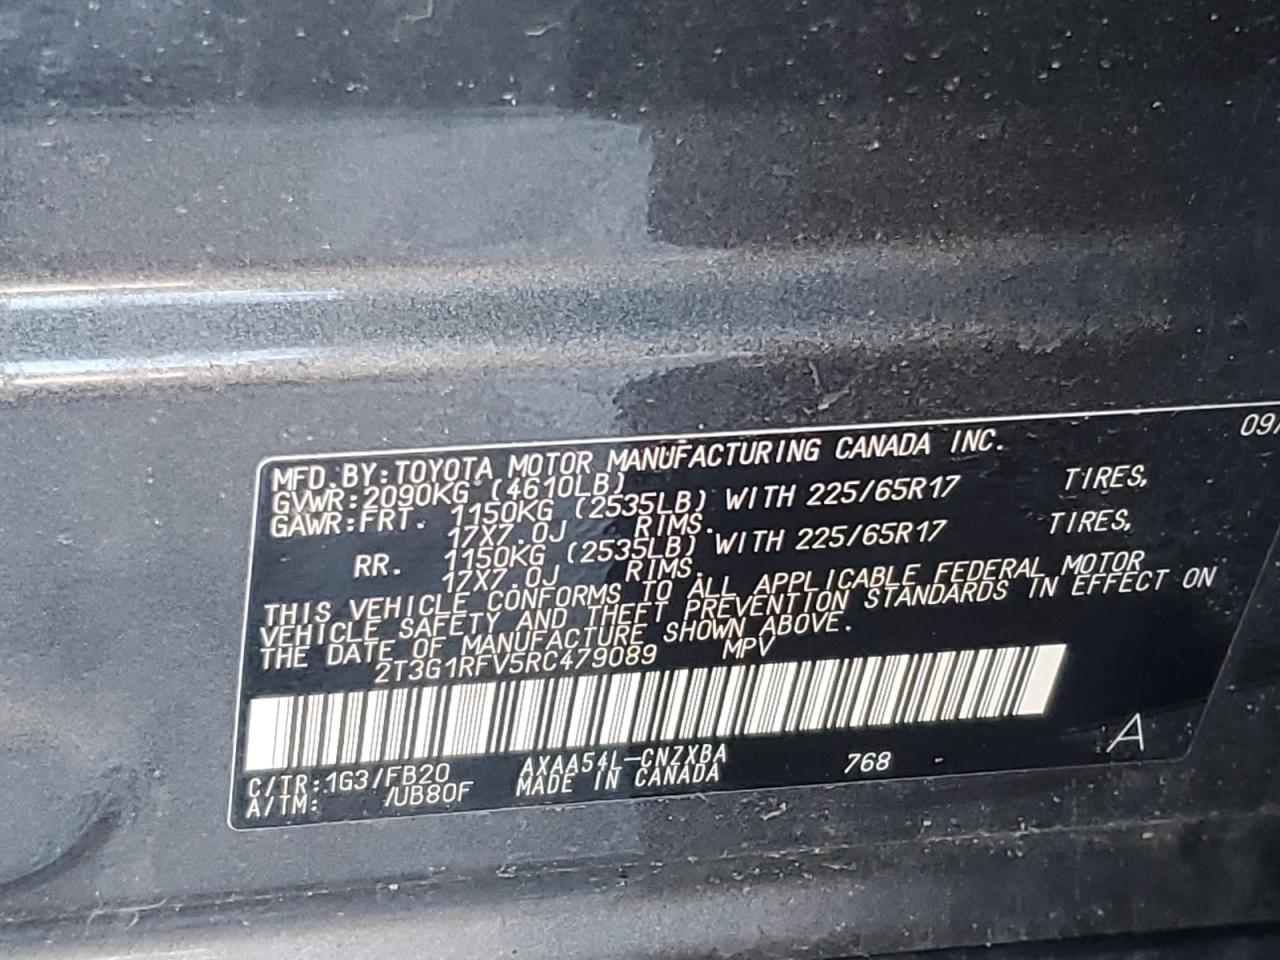 09/
MFD.BY:TOYOTA MOTOR MANUFACTURING CANADA INC.
GVWR:2090KG (4610LB)
GAWR:FRT. 1150KG (2535LB) WITH 225/65R17 TIRES,
17X7.0J RIMS.
RR. 1150KG (2535LB) WITH 225/65R17 TIRES,
17X7.0J RIMS.
THIS VEHICLE CONFORMS TO ALL APPLICABLE FEDERAL MOTOR
VEHICLE SAFETY AND THEFT PREVENTION STANDARDS IN EFFECT ON
THE DATE OF MANUFACTURE SHOWN ABOVE.
2T3G1RFV5RC479089 MPV
C/TR:1G3/FB20 AXAA54L-CNZXBA 768 - A
A/TM: /UB80F MADE IN CANADA